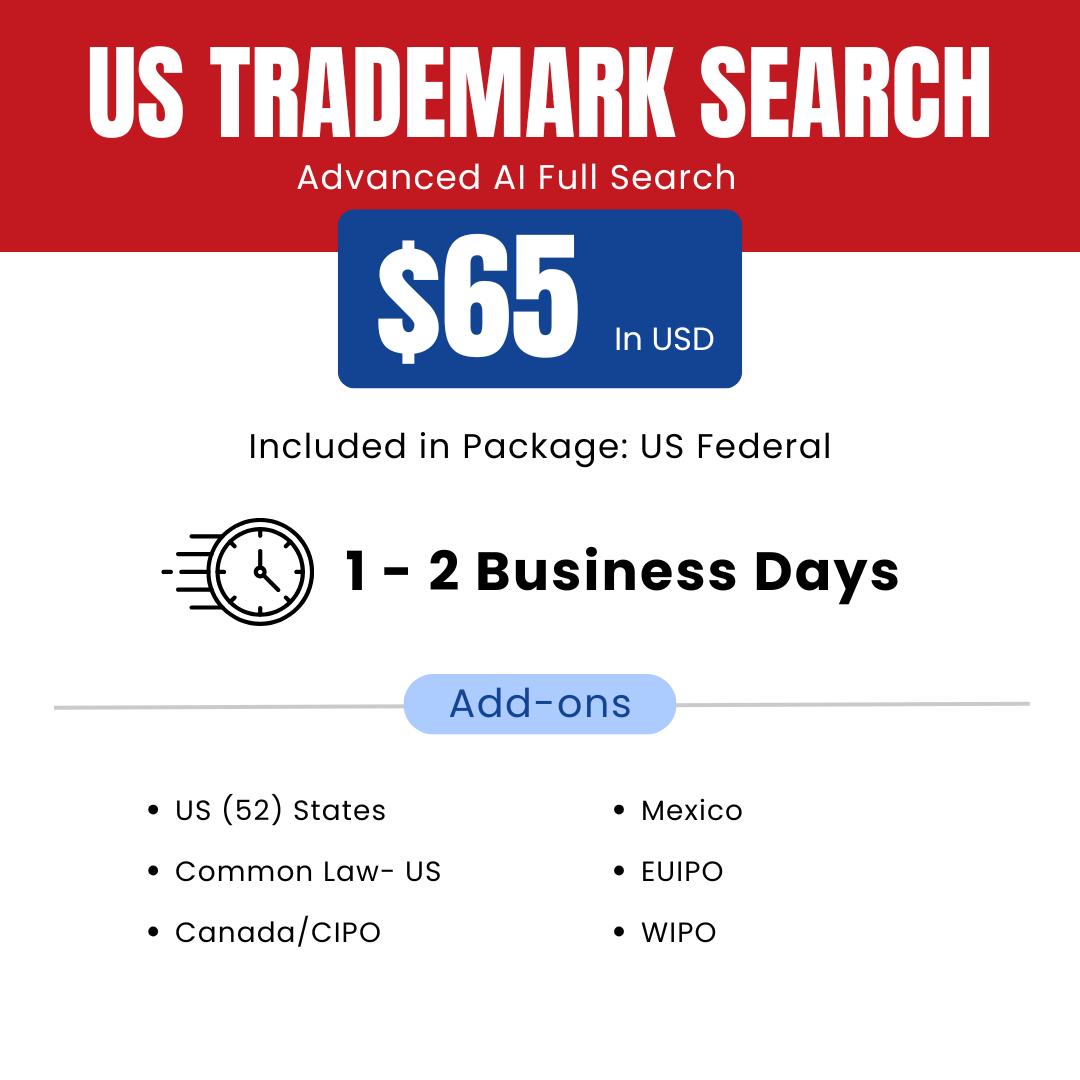 US TRADEMARK SEARCH
Advanced AI Full Search
$65 In USD
Included in Package: US Federal
1 - 2 Business Days
Add-ons
• US (52) States
• Common Law- US
• Canada/CIPO
• Mexico
• EUIPO
• WIPO